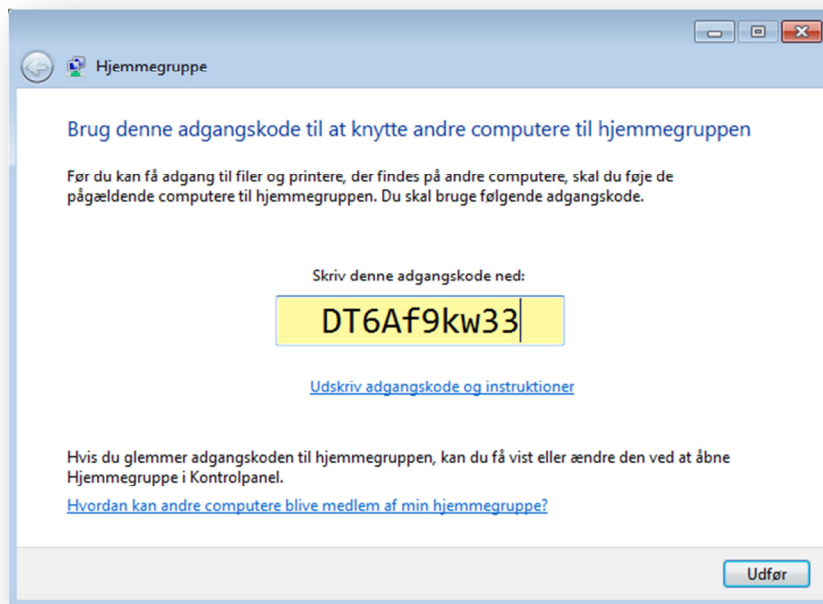 Hjemmegruppe
Brug denne adgangskode til at knytte andre computere til hjemmegruppen
Før du kan få adgang til filer og printere, der findes på andre computere, skal du føje de
pågældende computere til hjemmegruppen. Du skal bruge følgende adgangskode.
Skriv denne adgangskode ned:
DT6Af9kw33
Udskriv adgangskode og instruktioner
Hvis du glemmer adgangskoden til hjemmegruppen, kan du få vist eller ændre den ved at åbne
Hjemmegruppe i Kontrolpanel.
Hvordan kan andre computere blive medlem af min hjemmegruppe?
Udfør